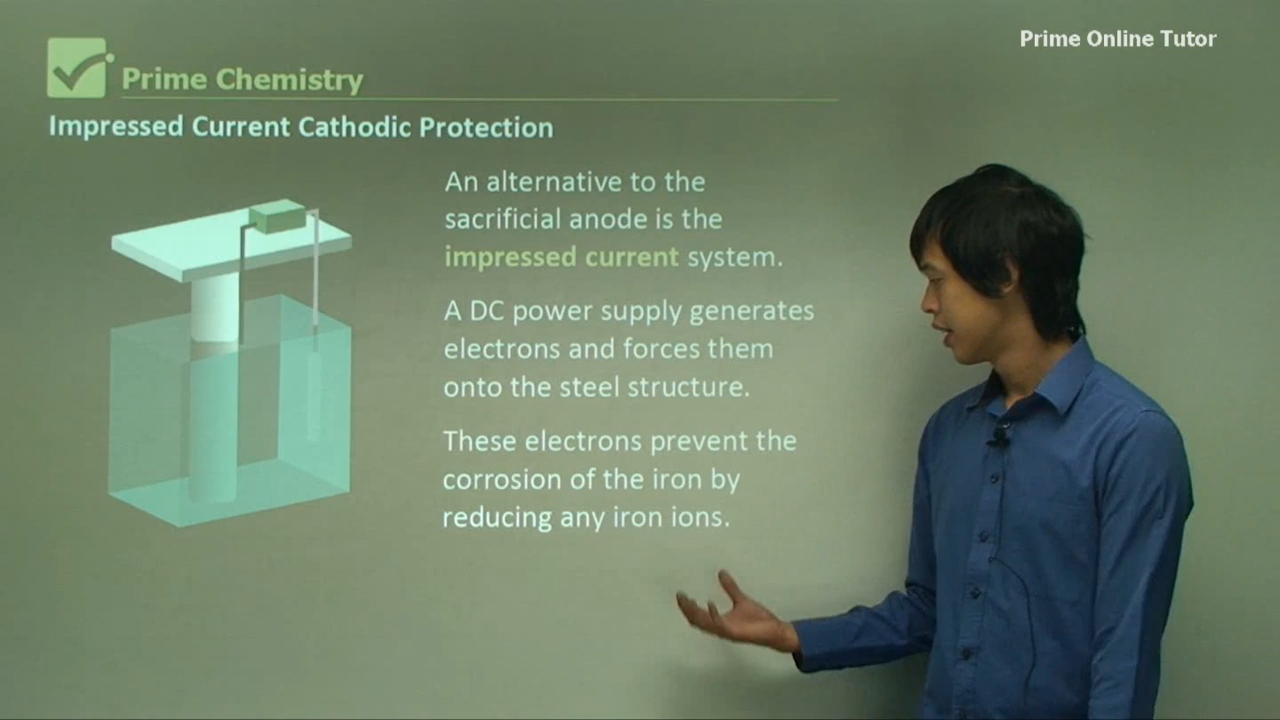 Prime Online Tutor
Prime Chemistry
Impressed Current Cathodic Protection
An alternative to the
sacrificial anode is the
impressed current system.
A DC power supply generates
electrons and forces them
onto the steel structure.
These electrons prevent the
corrosion of the iron by
reducing any iron ions.